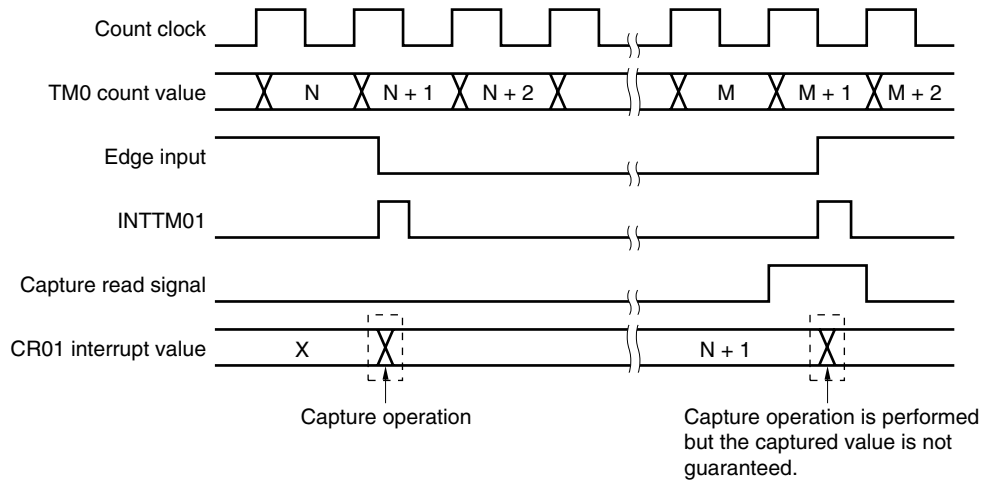 Count clock
TM0 count value
N
N + 1
N + 2
M
M + 1
M + 2
Edge input
INTTM01
Capture read signal
CR01 interrupt value
X
N + 1
Capture operation
Capture operation is performed
but the captured value is not
guaranteed.